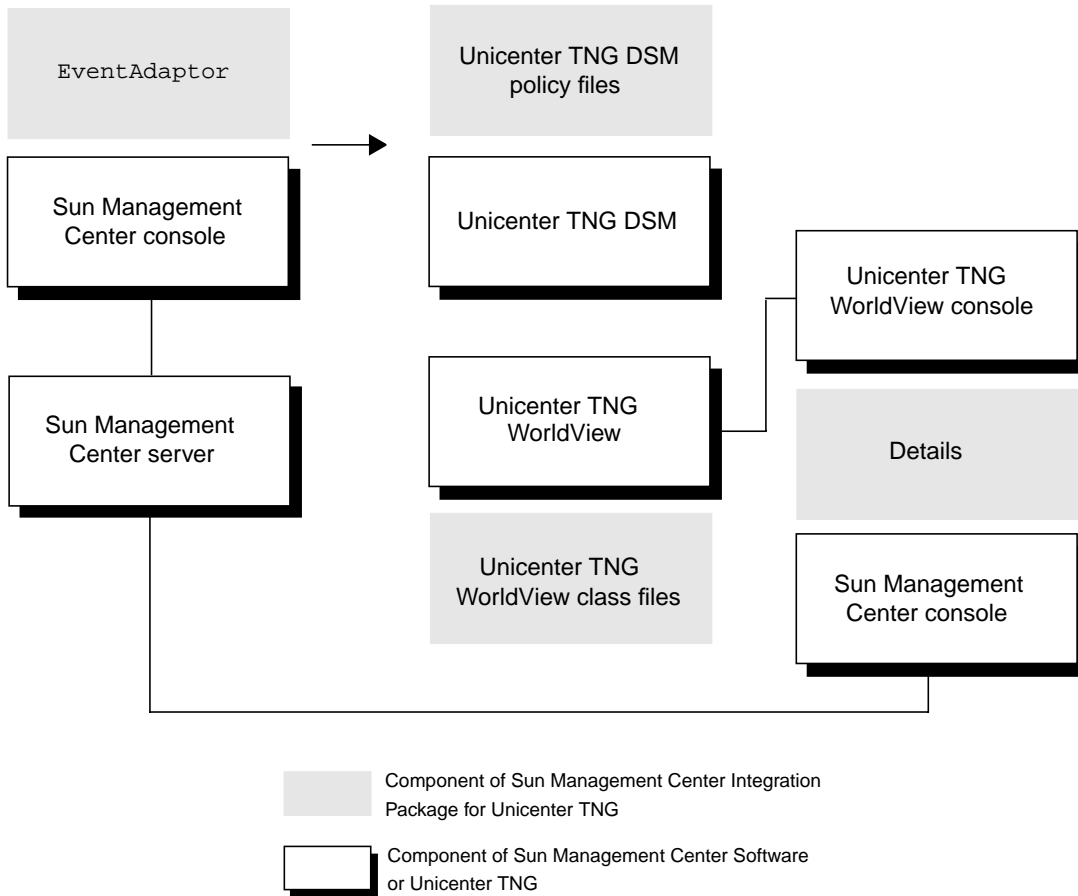 EventAdaptor
Unicenter TNG DSM
policy files
Sun Management
Center console
Unicenter TNG DSM
Unicenter TNG
WorldView console
Sun Management
Center server
Unicenter TNG
WorldView
Details
Unicenter TNG
WorldView class files
Sun Management
Center console
Component of Sun Management Center Integration
Package for Unicenter TNG
Component of Sun Management Center Software
or Unicenter TNG